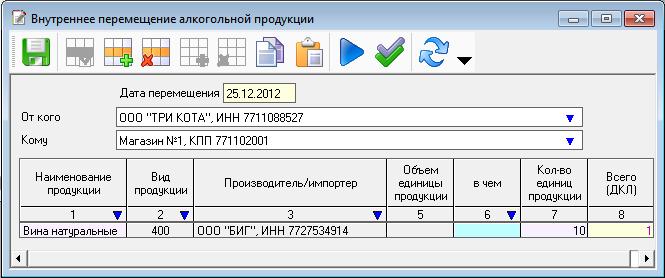 Внутреннее перемещение алкогольной продукции
Дата перемещения 25.12.2012
От кого ООО "ТРИ КОТА", ИНН 7711088527
Кому Магазин №1, КПП 771102001
Наименование продукции Вид продукции Производитель/импортер Объем единицы продукции в чем Кол-во единиц продукции Всего (ДКЛ)
1 2 3 5 6 7 8
Вина натуральные 400 ООО "БИГ", ИНН 7727534914 10 1